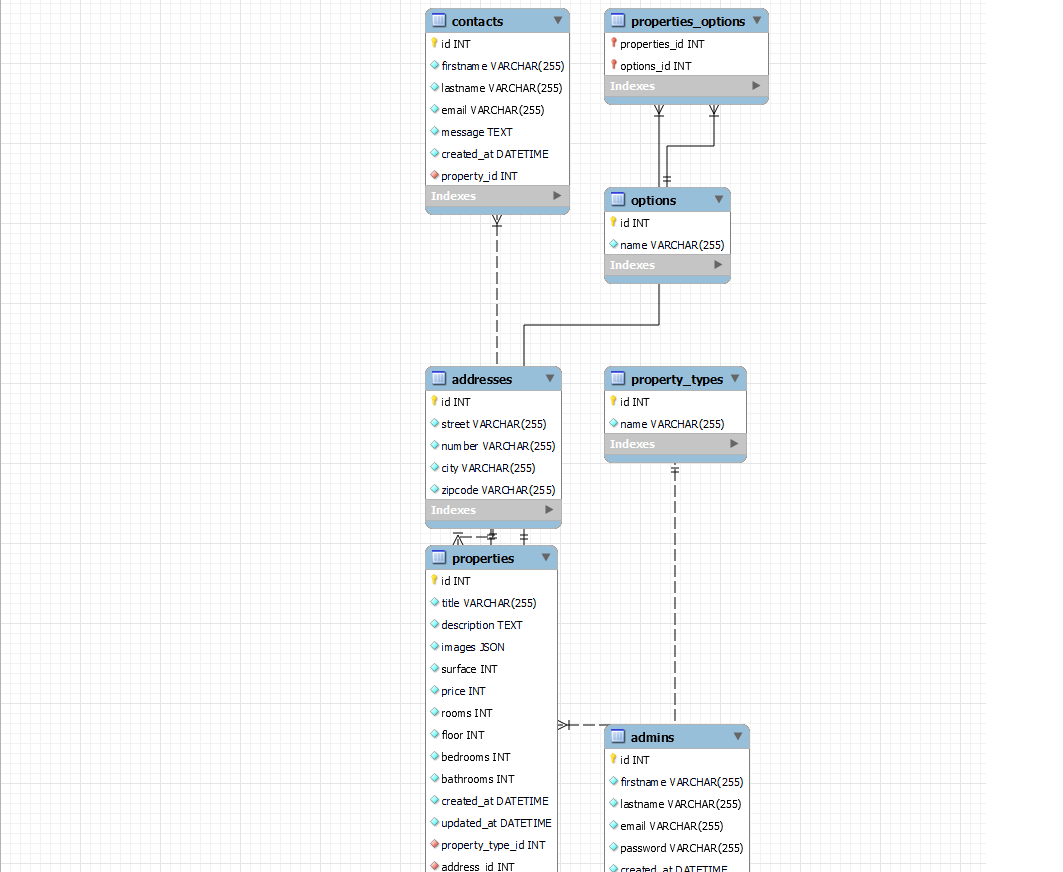 contacts
id INT
firstname VARCHAR(255)
lastname VARCHAR(255)
email VARCHAR(255)
message TEXT
created_at DATETIME
property_id INT
Indexes
properties_options
properties_id INT
options_id INT
Indexes
options
id INT
name VARCHAR(255)
Indexes
addresses
id INT
street VARCHAR(255)
number VARCHAR(255)
city VARCHAR(255)
zipcode VARCHAR(255)
Indexes
property_types
id INT
name VARCHAR(255)
Indexes
properties
id INT
title VARCHAR(255)
description TEXT
images JSON
surface INT
price INT
rooms INT
floor INT
bedrooms INT
bathrooms INT
created_at DATETIME
updated_at DATETIME
property_type_id INT
address_id INT
admins
id INT
firstname VARCHAR(255)
lastname VARCHAR(255)
email VARCHAR(255)
password VARCHAR(255)
created_at DATETIME